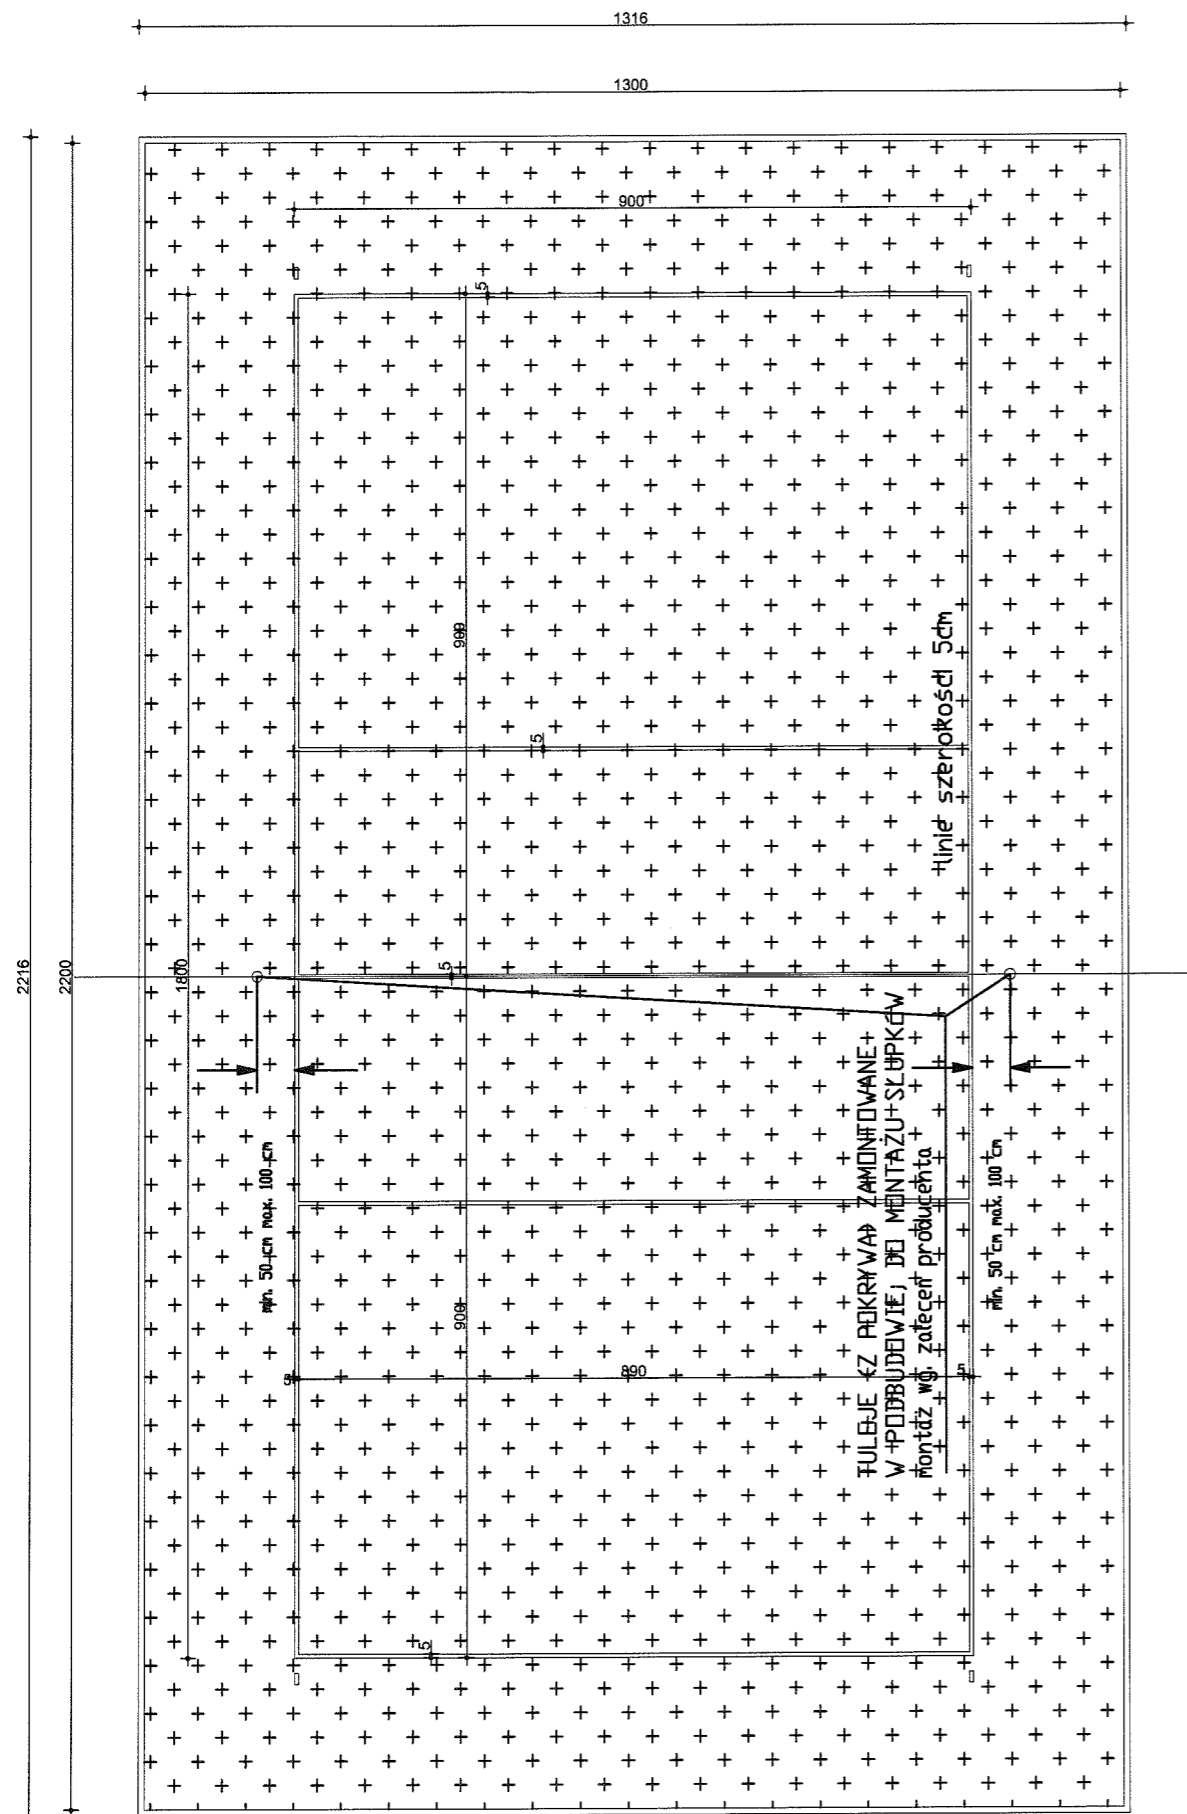 1316
1300
900
5
900
linie szerokości 5cm
5
2216
2200
1800
5
TULEJE (Z POKRYWĄ) ZAMONTOWANE
W PODBUDOWIE, DO MONTAŻU SŁUPKÓW
montaż wg. zaleceń producenta
min. 50 cm max. 100 cm
min. 50 cm max. 100 cm
900
5
890
5
5